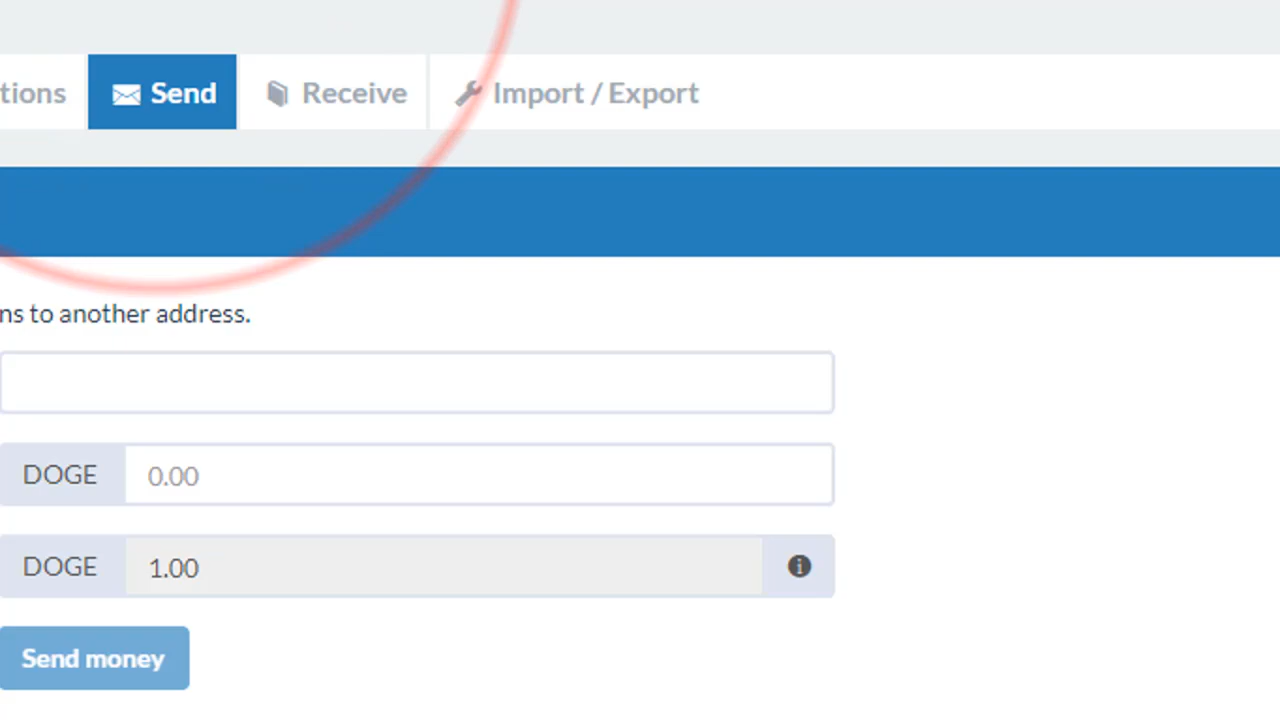 tions Send Receive Import / Export
ns to another address.
DOGE 0.00
DOGE 1.00
Send money